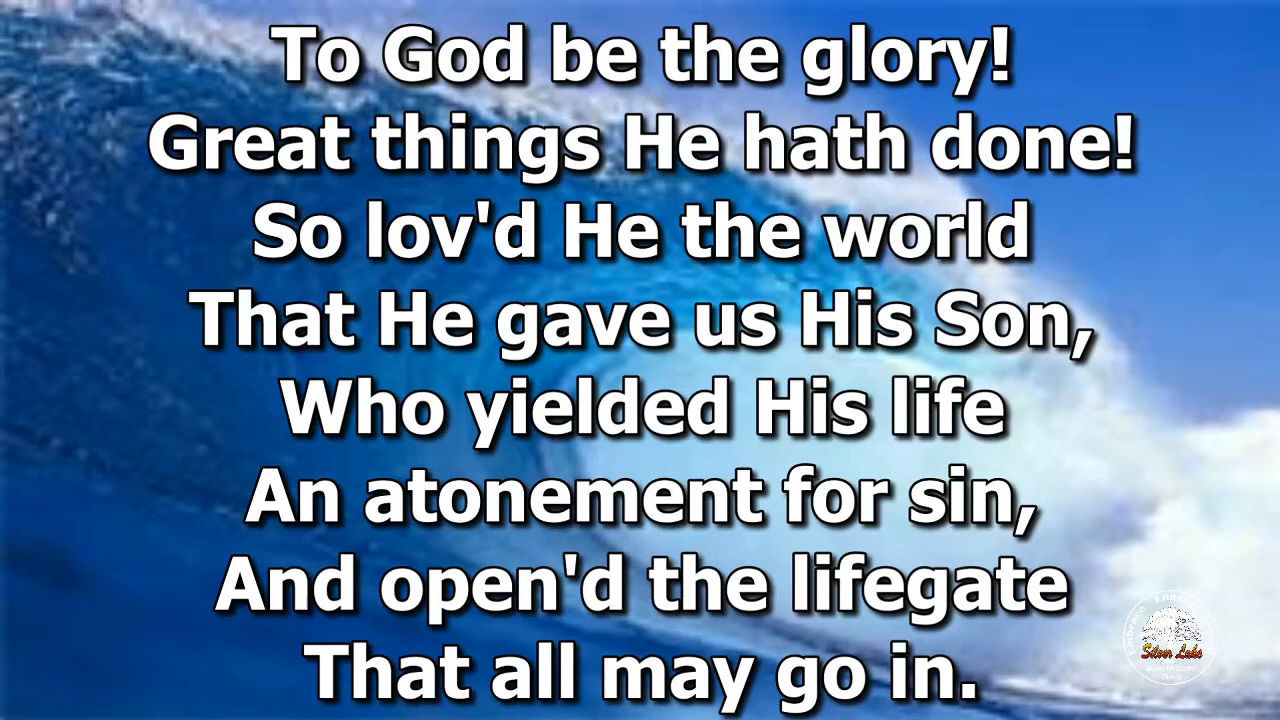 To God be the glory!
Great things He hath done!
So lov'd He the world
That He gave us His Son,
Who yielded His life
An atonement for sin,
And open'd the lifegate
That all may go in.
Silver Lake